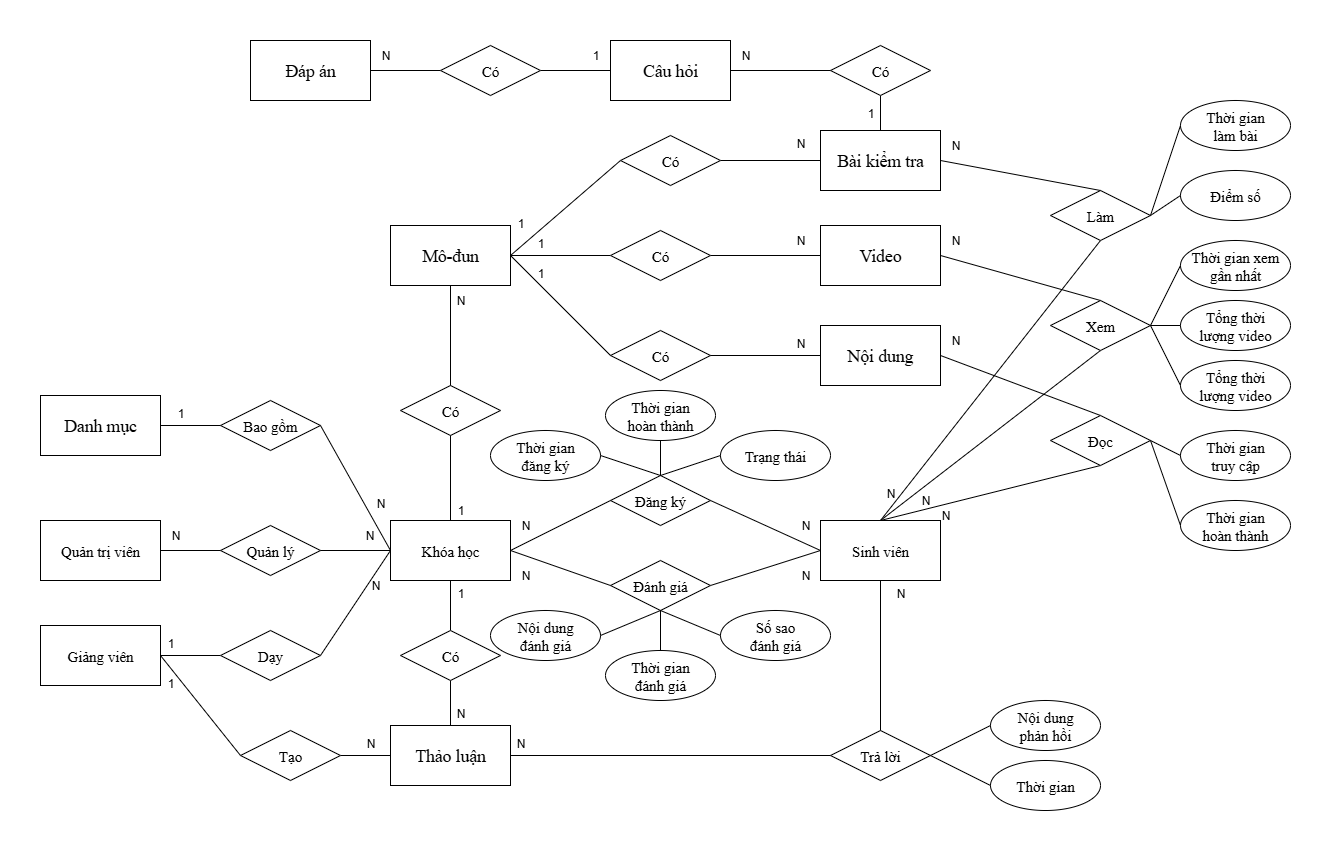 N
1
N
Đáp án
Có
Câu hỏi
Có
1
Thời gian
làm bài
N
N
Có
Bài kiểm tra
Điểm số
Làm
1
1
N
N
Mô-đun
Có
Video
Thời gian xem
gần nhất
1
N
Tổng thời
lượng video
Xem
N
N
Có
Nội dung
Tổng thời
lượng video
Thời gian
hoàn thành
1
Danh mục
Bao gồm
Có
Thời gian
đăng ký
Trạng thái
Đọc
Thời gian
truy cập
N
Đăng ký
N
N
N
1
Thời gian
hoàn thành
N
N
N
N
Quản trị viên
Quản lý
Khóa học
Sinh viên
N
N
N
N
1
Đánh giá
1
Nội dung
đánh giá
Số sao
đánh giá
Giảng viên
Dạy
Có
1
Thời gian
đánh giá
N
N
N
Nội dung
phản hồi
Tạo
Thảo luận
Trả lời
Thời gian